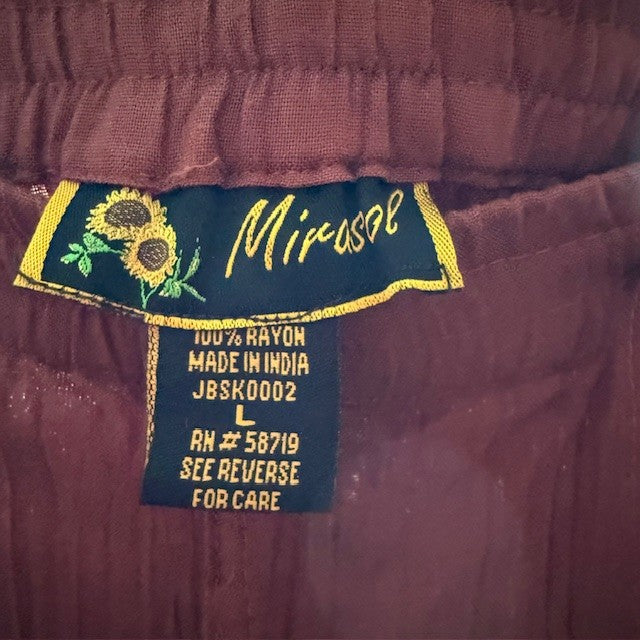 Mirasol
100% RAYON
MADE IN INDIA
JBSK0002
L
RN # 58719
SEE REVERSE
FOR CARE